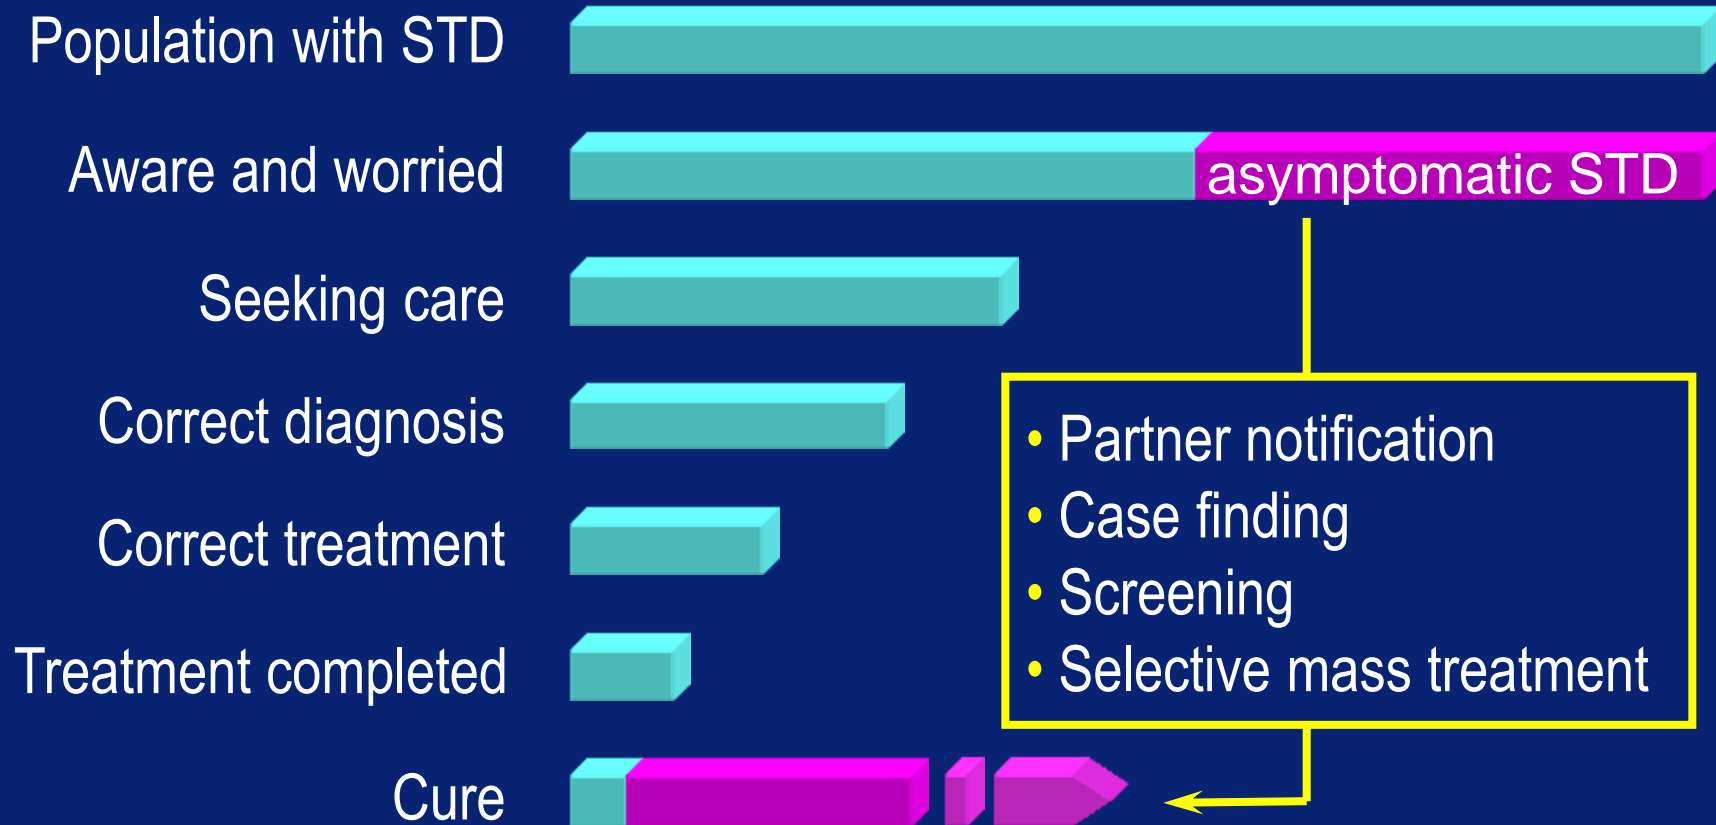 Population with STD
Aware and worried
asymptomatic STD
Seeking care
Correct diagnosis
Correct treatment
Treatment completed
Cure
• Partner notification
• Case finding
• Screening
• Selective mass treatment